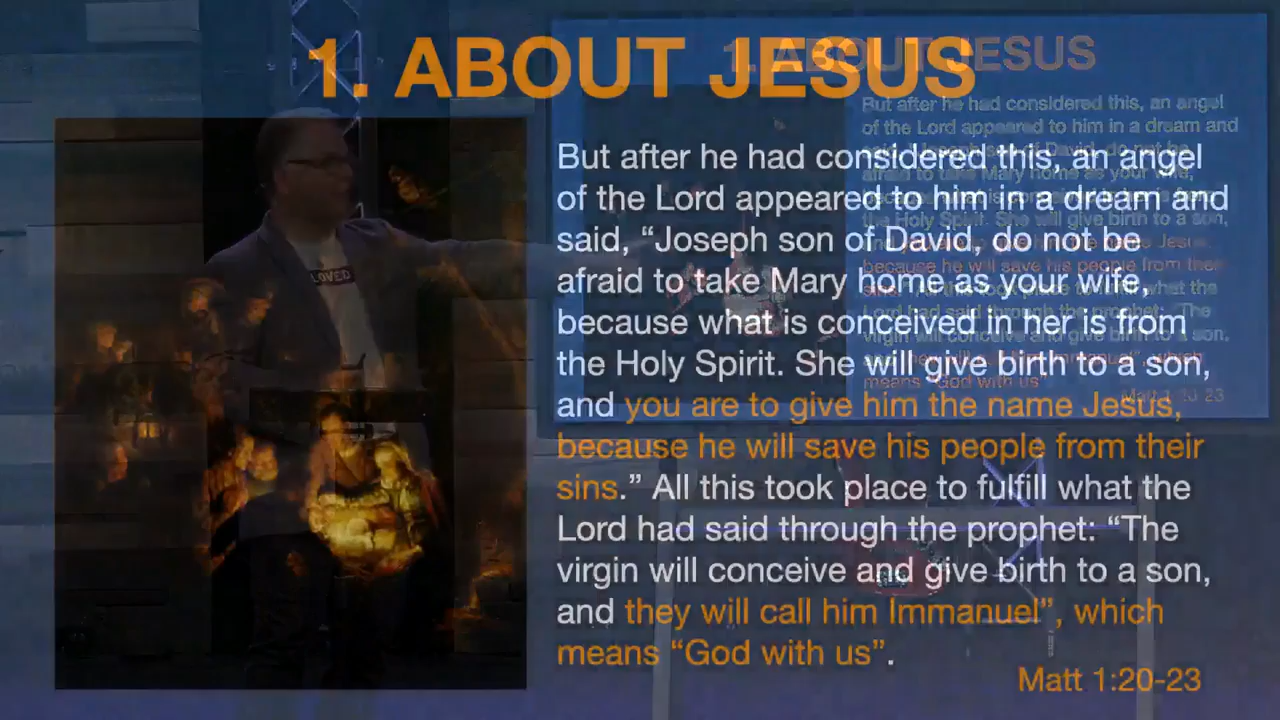 1. ABOUT JESUS
But after he had considered this, an angel
of the Lord appeared to him in a dream and
said, “Joseph son of David, do not be
afraid to take Mary home as your wife,
because what is conceived in her is from
the Holy Spirit. She will give birth to a son,
and you are to give him the name Jesus,
because he will save his people from their
sins.” All this took place to fulfill what the
Lord had said through the prophet: “The
virgin will conceive and give birth to a son,
and they will call him Immanuel”, which
means “God with us”.
Matt 1:20-23
LOVED